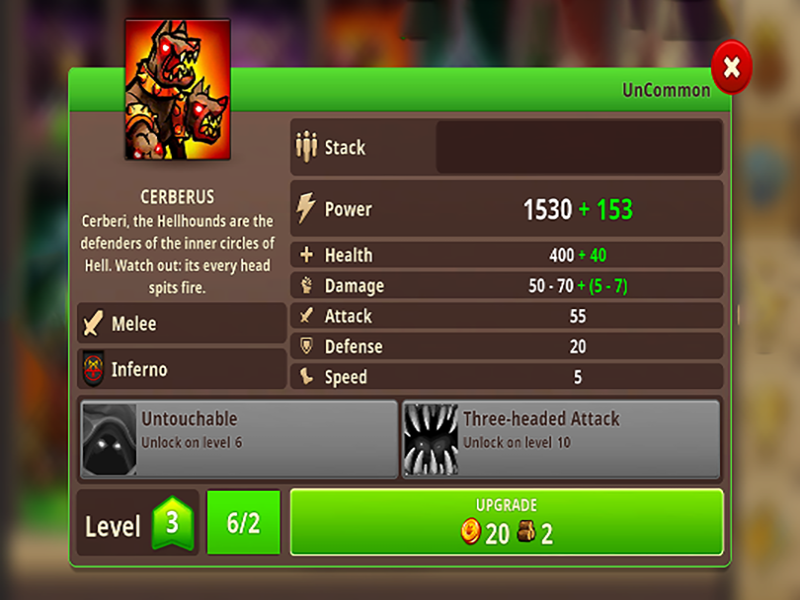 UnCommon
CERBERUS
Cerberi, the Hellhounds are the
defenders of the inner circles of
Hell. Watch out: its every head
spits fire.
Melee
Inferno
Stack
Power 1530 + 153
Health 400 + 40
Damage 50 - 70 + (5 - 7)
Attack 55
Defense 20
Speed 5
Untouchable
Unlock on level 6
Three-headed Attack
Unlock on level 10
Level 3
6/2
UPGRADE
20 2